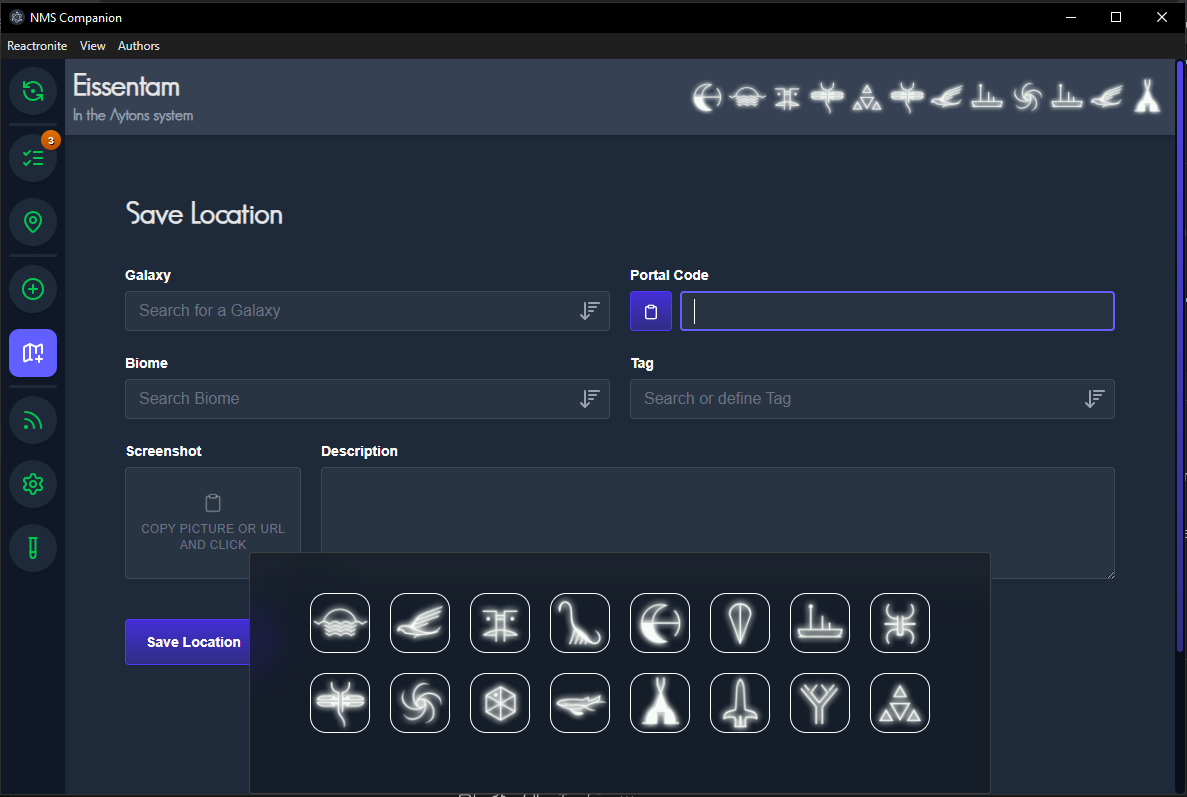 NMS Companion
Reactronite View Authors
Eissentam
In the Aytons system
3
Save Location
Galaxy
Portal Code
Search for a Galaxy
Biome
Tag
Search Biome
Search or define Tag
Screenshot
Description
COPY PICTURE OR URL
AND CLICK
Save Location